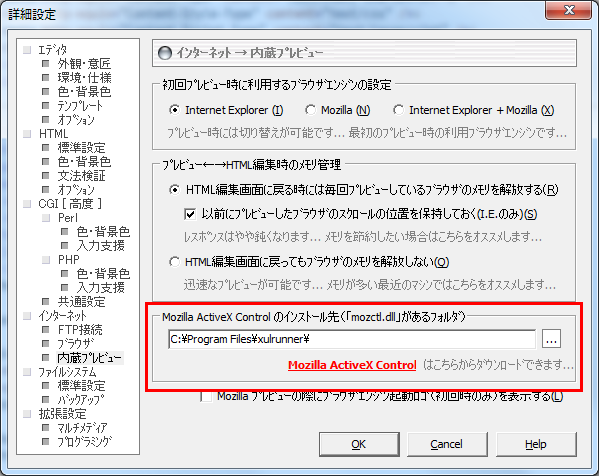 詳細設定
エディタ
外観・意匠
環境・仕様
色・背景色
テンプレート
オプション
HTML
標準設定
色・背景色
文法検証
オプション
CGI [ 高度 ]
Perl
色・背景色
入力支援
PHP
色・背景色
入力支援
共通設定
インターネット
FTP接続
ブラウザ
内蔵プレビュー
ファイルシステム
標準設定
バックアップ
拡張設定
マルチメディア
プログラミング
インターネット → 内蔵プレビュー
初回プレビュー時に利用するブラウザエンジンの設定
Internet Explorer (I) Mozilla (N) Internet Explorer + Mozilla (X)
プレビュー時には切り替えが可能です... 最初のプレビュー時の利用ブラウザエンジンです...
プレビュー←→HTML編集時のメモリ管理
HTML編集画面に戻る時には毎回プレビューしているブラウザのメモリを解放する(R)
以前にプレビューしたブラウザのスクロールの位置を保持しておく(I.E.のみ)(S)
レスポンスはやや鈍くなります... メモリを節約したい場合はこちらをオススメします...
HTML編集画面に戻ってもブラウザのメモリを解放しない(Q)
迅速なプレビューが可能です... メモリが多い最近のマシンではこちらをオススメします...
Mozilla ActiveX Control のインストール先(「mozctl.dll」があるフォルダ)
C:¥Program Files¥xulrunner¥
...
Mozilla ActiveX Control はこちらからダウンロードできます...
Mozilla プレビューの際にブラウザエンジン起動ロゴ(初回時のみ)を表示する(L)
OK Cancel Help